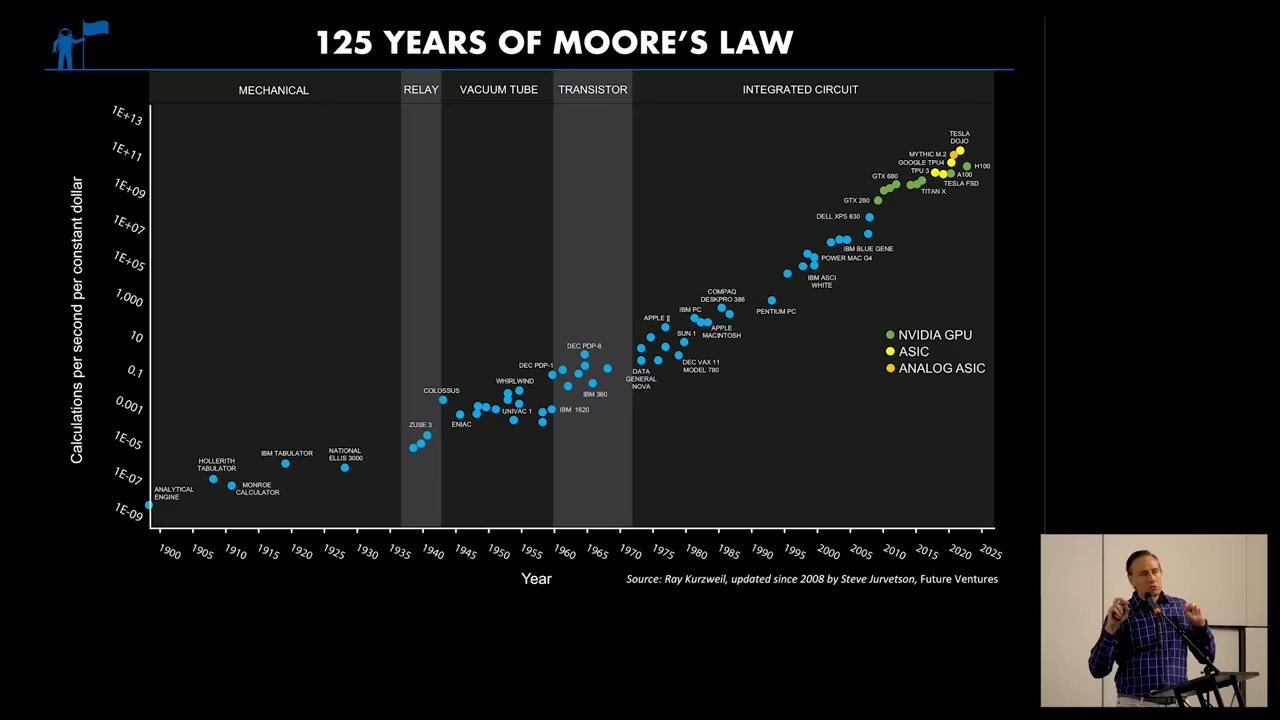 125 YEARS OF MOORE'S LAW
MECHANICAL
RELAY
VACUUM TUBE
TRANSISTOR
INTEGRATED CIRCUIT
Calculations per second per constant dollar
1E+13
1E+11
1E+09
1E+07
1E+05
1,000
10
0.1
0.001
1E-05
1E-07
1E-09
ANALYTICAL
ENGINE
HOLLERITH
TABULATOR
MONROE
CALCULATOR
IBM TABULATOR
NATIONAL
ELLIS 3000
ZUSE 3
COLOSSUS
ENIAC
WHIRLWIND
UNIVAC 1
DEC PDP-1
IBM 1620
DEC PDP-8
IBM 360
DATA
GENERAL
NOVA
APPLE ][
DEC VAX 11
MODEL 780
SUN 1
IBM PC
COMPAQ
DESKPRO 386
APPLE
MACINTOSH
PENTIUM PC
IBM ASCI
WHITE
POWER MAC G4
IBM BLUE GENE
DELL XPS 630
GTX 280
GTX 680
TITAN X
TPU 3
GOOGLE TPU4
MYTHIC M.2
TESLA
DOJO
H100
A100
TESLA FSD
NVIDIA GPU
ASIC
ANALOG ASIC
1900
1905
1910
1915
1920
1925
1930
1935
1940
1945
1950
1955
1960
1965
1970
1975
1980
1985
1990
1995
2000
2005
2010
2015
2020
2025
Year
Source: Ray Kurzweil, updated since 2008 by Steve Jurvetson, Future Ventures